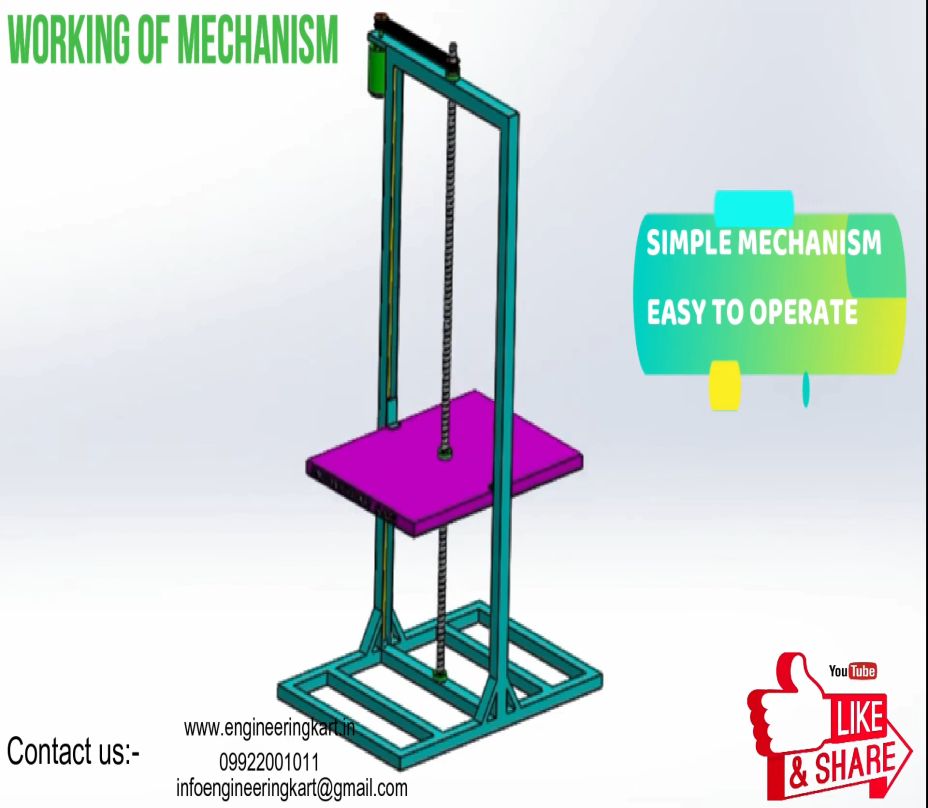 WORKING OF MECHANISM
SIMPLE MECHANISM
EASY TO OPERATE
YouTube
LIKE
& SHARE
Contact us:-
www.engineeringkart.in
09922001011
infoengineeringkart@gmail.com